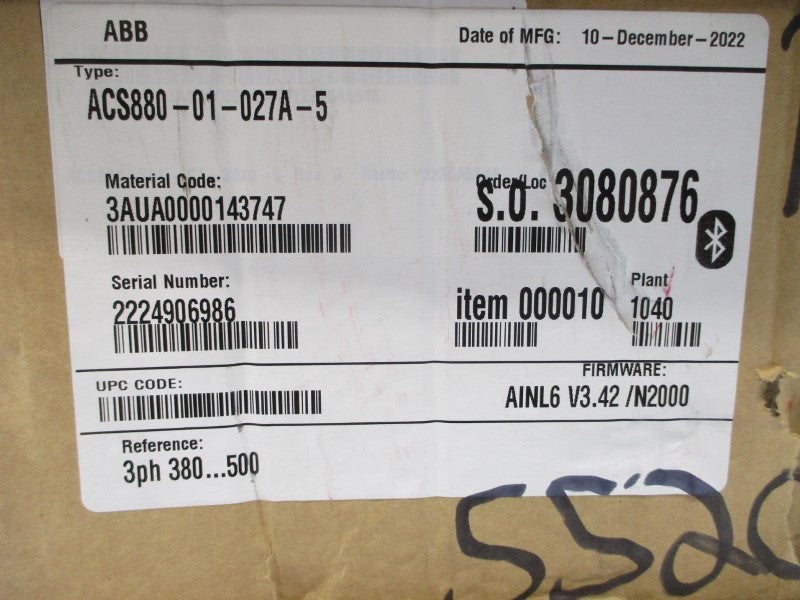 ABB
Date of MFG: 10-December-2022
Type:
ACS880-01-027A-5
Material Code:
3AUA0000143747
Order/Loc
s.o. 3080876
Serial Number:
2224906986
item 000010
Plant
1040
UPC CODE:
FIRMWARE:
AINL6 V3.42 /N2000
Reference:
3ph 380...500
5520